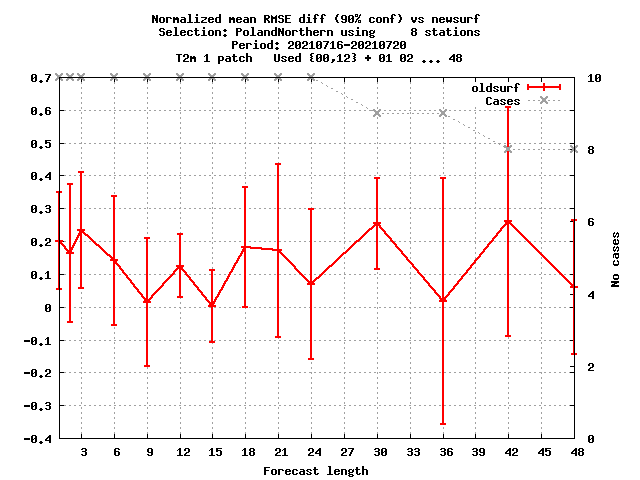 Normalized mean RMSE diff (90% conf) vs newsurf
Selection: PolandNorthern using     8 stations
Period: 20210716-20210720
T2m 1 patch   Used {00,12} + 01 02 ... 48
oldsurf
Cases
0.7
0.6
0.5
0.4
0.3
0.2
0.1
0
-0.1
-0.2
-0.3
-0.4
10
8
6
4
2
0
No cases
3 6 9 12 15 18 21 24 27 30 33 36 39 42 45 48
Forecast length